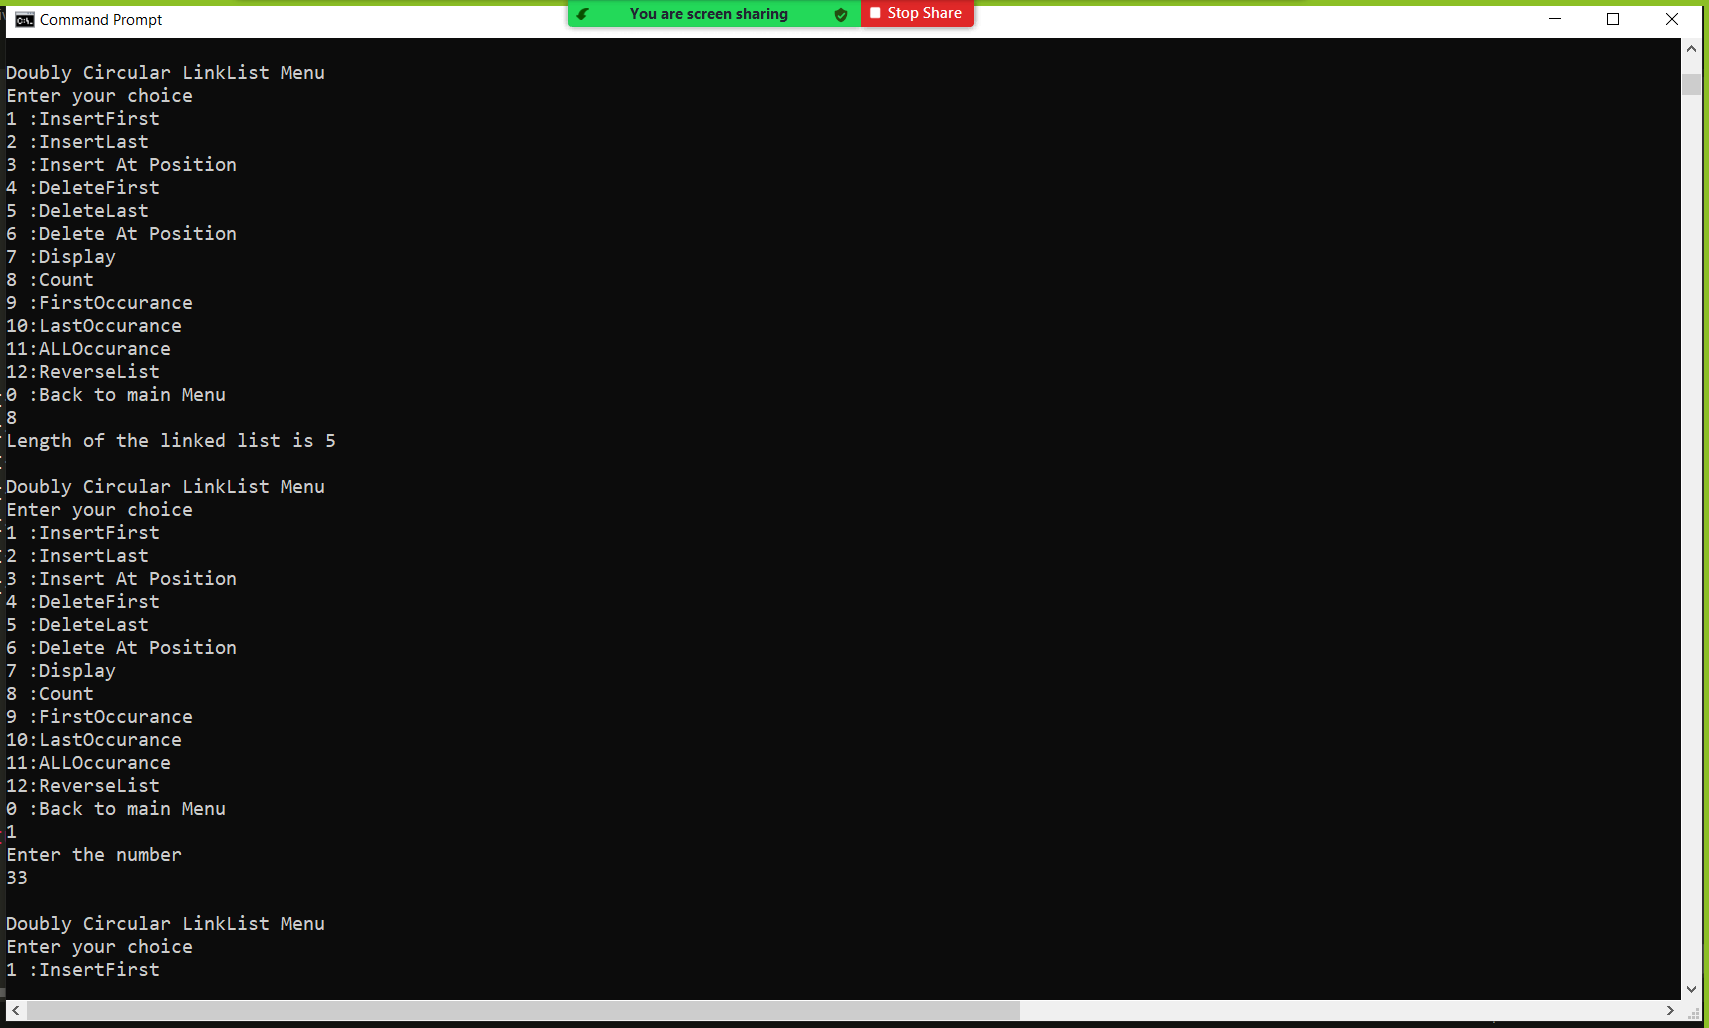 Command Prompt
You are screen sharing
Stop Share
Doubly Circular LinkList Menu
Enter your choice
1 :InsertFirst
2 :InsertLast
3 :Insert At Position
4 :DeleteFirst
5 :DeleteLast
6 :Delete At Position
7 :Display
8 :Count
9 :FirstOccurance
10:LastOccurance
11:ALLOccurance
12:ReverseList
0 :Back to main Menu
8
Length of the linked list is 5
Doubly Circular LinkList Menu
Enter your choice
1 :InsertFirst
2 :InsertLast
3 :Insert At Position
4 :DeleteFirst
5 :DeleteLast
6 :Delete At Position
7 :Display
8 :Count
9 :FirstOccurance
10:LastOccurance
11:ALLOccurance
12:ReverseList
0 :Back to main Menu
1
Enter the number
33
Doubly Circular LinkList Menu
Enter your choice
1 :InsertFirst